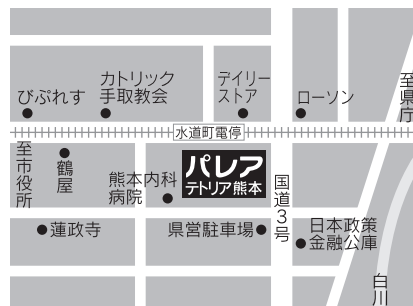 びぷれす
カトリック
手取教会
デイリー
ストア
ローソン
至県庁
水道町電停
至市役所
鶴屋
熊本内科
病院
パレア
テトリア熊本
国道3号
蓮政寺
県営駐車場
日本政策
金融公庫
白川